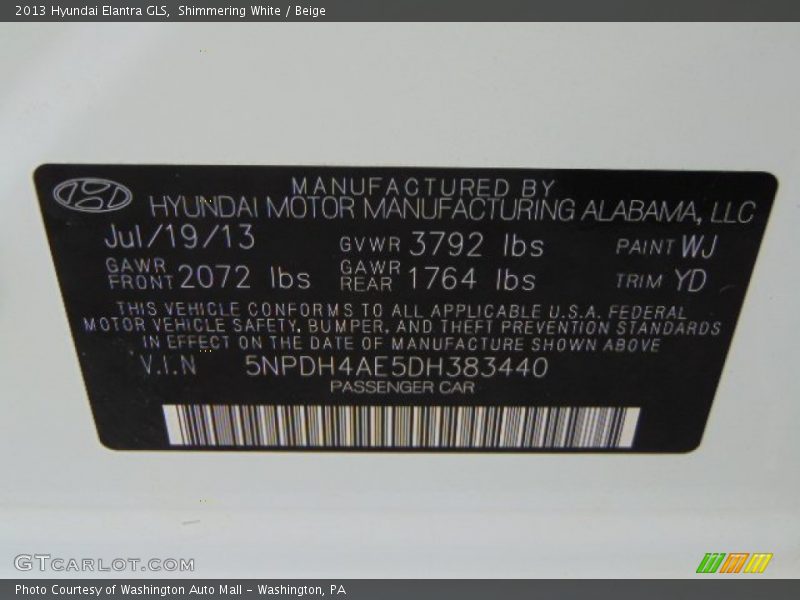 2013 Hyundai Elantra GLS, Shimmering White / Beige
MANUFACTURED BY
HYUNDAI MOTOR MANUFACTURING ALABAMA, LLC
Jul/19/13 GVWR 3792 lbs PAINT WJ
GAWR FRONT 2072 lbs GAWR REAR 1764 lbs TRIM YD
THIS VEHICLE CONFORMS TO ALL APPLICABLE U.S.A. FEDERAL
MOTOR VEHICLE SAFETY, BUMPER, AND THEFT PREVENTION STANDARDS
IN EFFECT ON THE DATE OF MANUFACTURE SHOWN ABOVE
V.I.N 5NPDH4AE5DH383440
PASSENGER CAR
GTCARLOT.COM
Photo Courtesy of Washington Auto Mall - Washington, PA